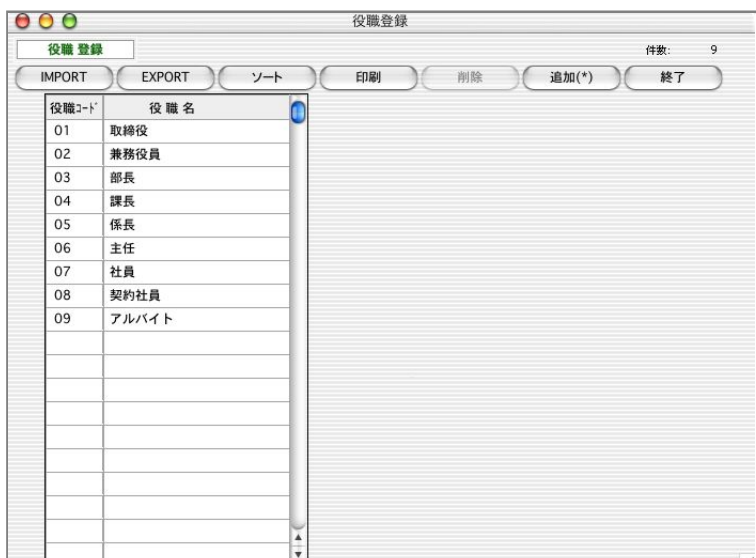 役職登録
役職 登録 件数: 9
IMPORT EXPORT ソート 印刷 削除 追加(*) 終了
役職ｺｰﾄﾞ 役 職 名
01 取締役
02 兼務役員
03 部長
04 課長
05 係長
06 主任
07 社員
08 契約社員
09 アルバイト